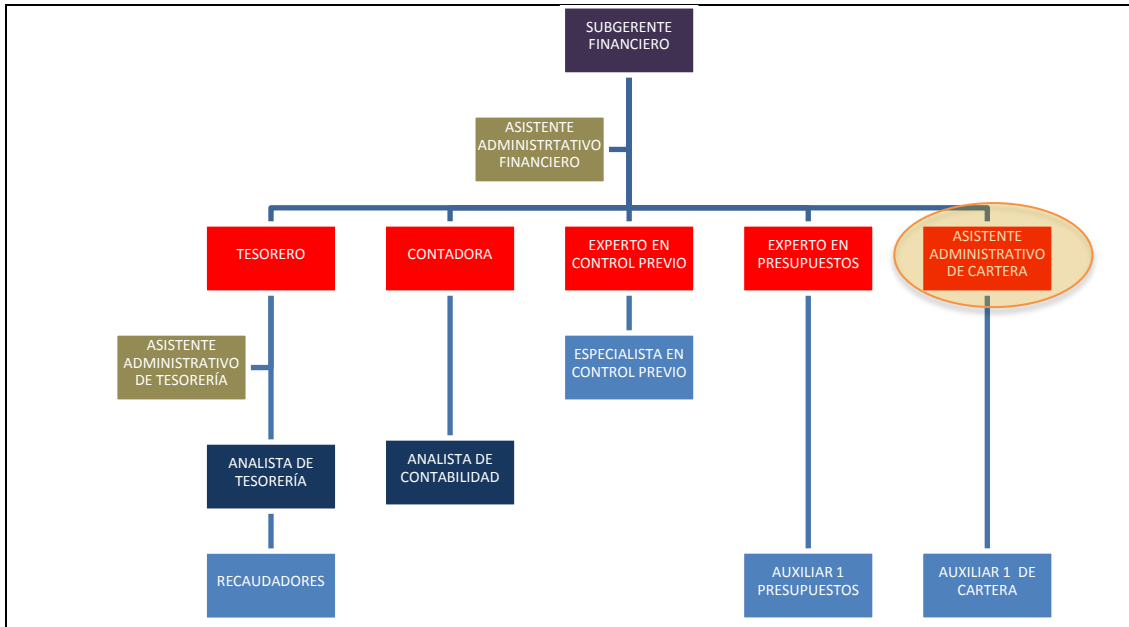 SUBGERENTE
FINANCIERO
ASISTENTE
ADMINISTRTATIVO
FINANCIERO
TESORERO
CONTADORA
EXPERTO EN
CONTROL PREVIO
EXPERTO EN
PRESUPUESTOS
ASISTENTE
ADMINISTRATIVO
DE CARTERA
ASISTENTE
ADMINISTRATIVO
DE TESORERÍA
ESPECIALISTA EN
CONTROL PREVIO
ANALISTA DE
TESORERÍA
ANALISTA DE
CONTABILIDAD
RECAUDADORES
AUXILIAR 1
PRESUPUESTOS
AUXILIAR 1 DE
CARTERA